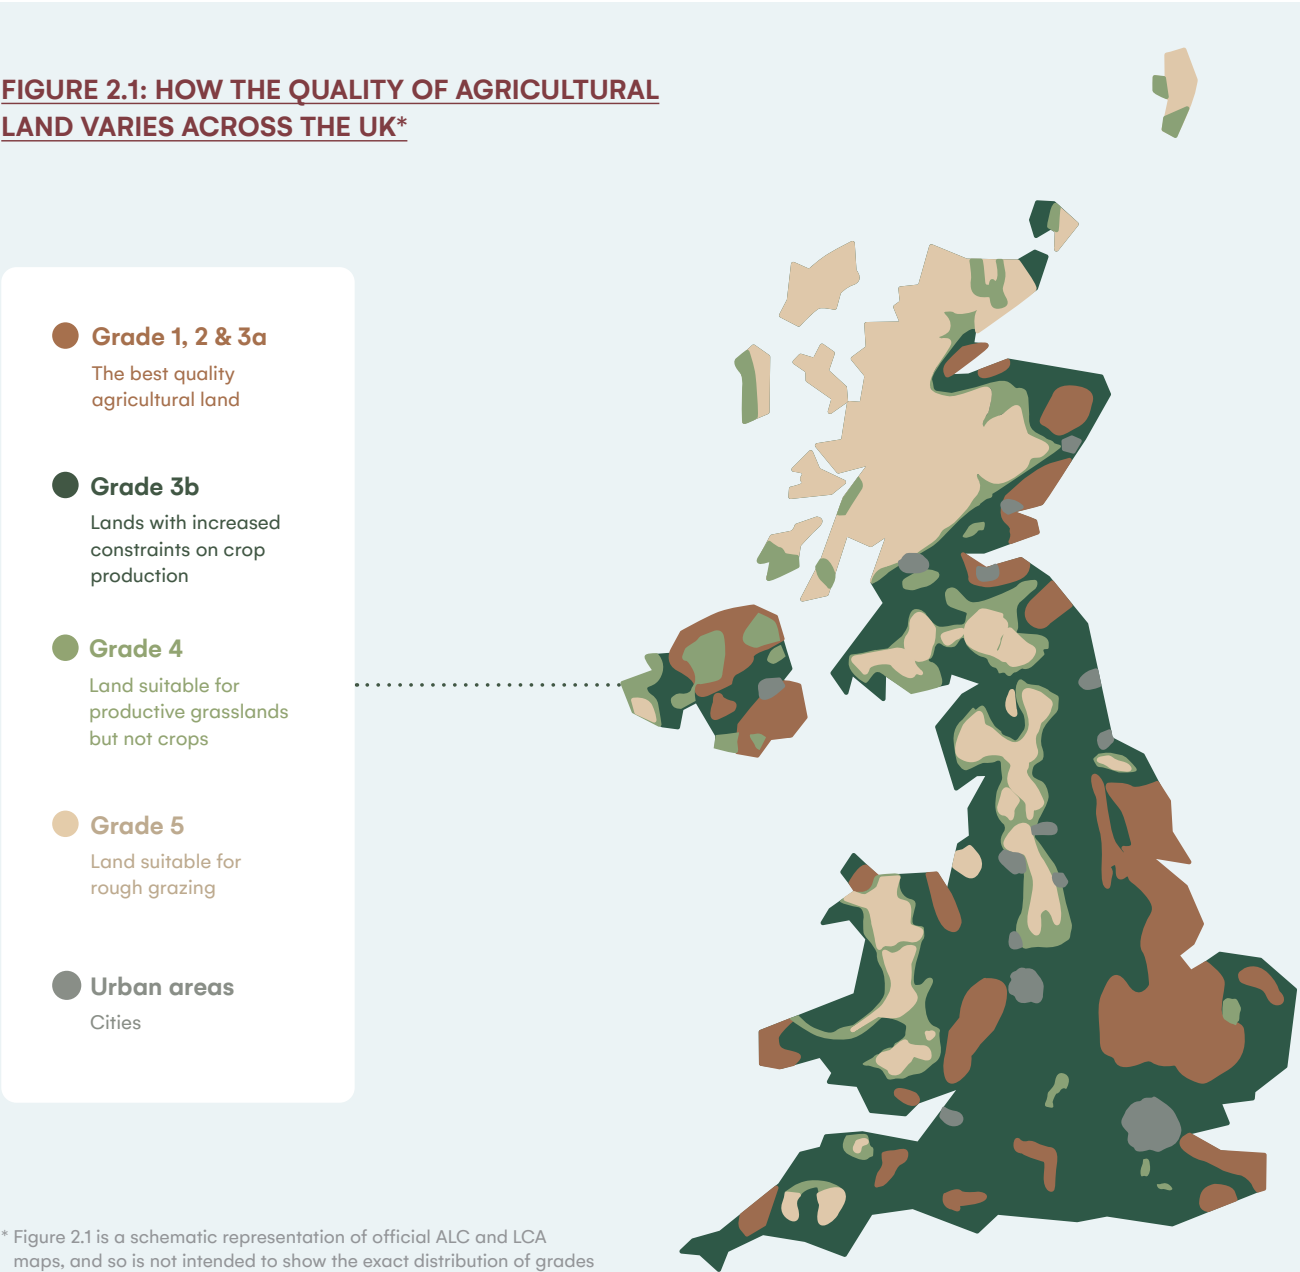 FIGURE 2.1: HOW THE QUALITY OF AGRICULTURAL
LAND VARIES ACROSS THE UK*
Grade 1, 2 & 3a
The best quality
agricultural land
Grade 3b
Lands with increased
constraints on crop
production
Grade 4
Land suitable for
productive grasslands
but not crops
Grade 5
Land suitable for
rough grazing
Urban areas
Cities
* Figure 2.1 is a schematic representation of official ALC and LCA
maps, and so is not intended to show the exact distribution of grades